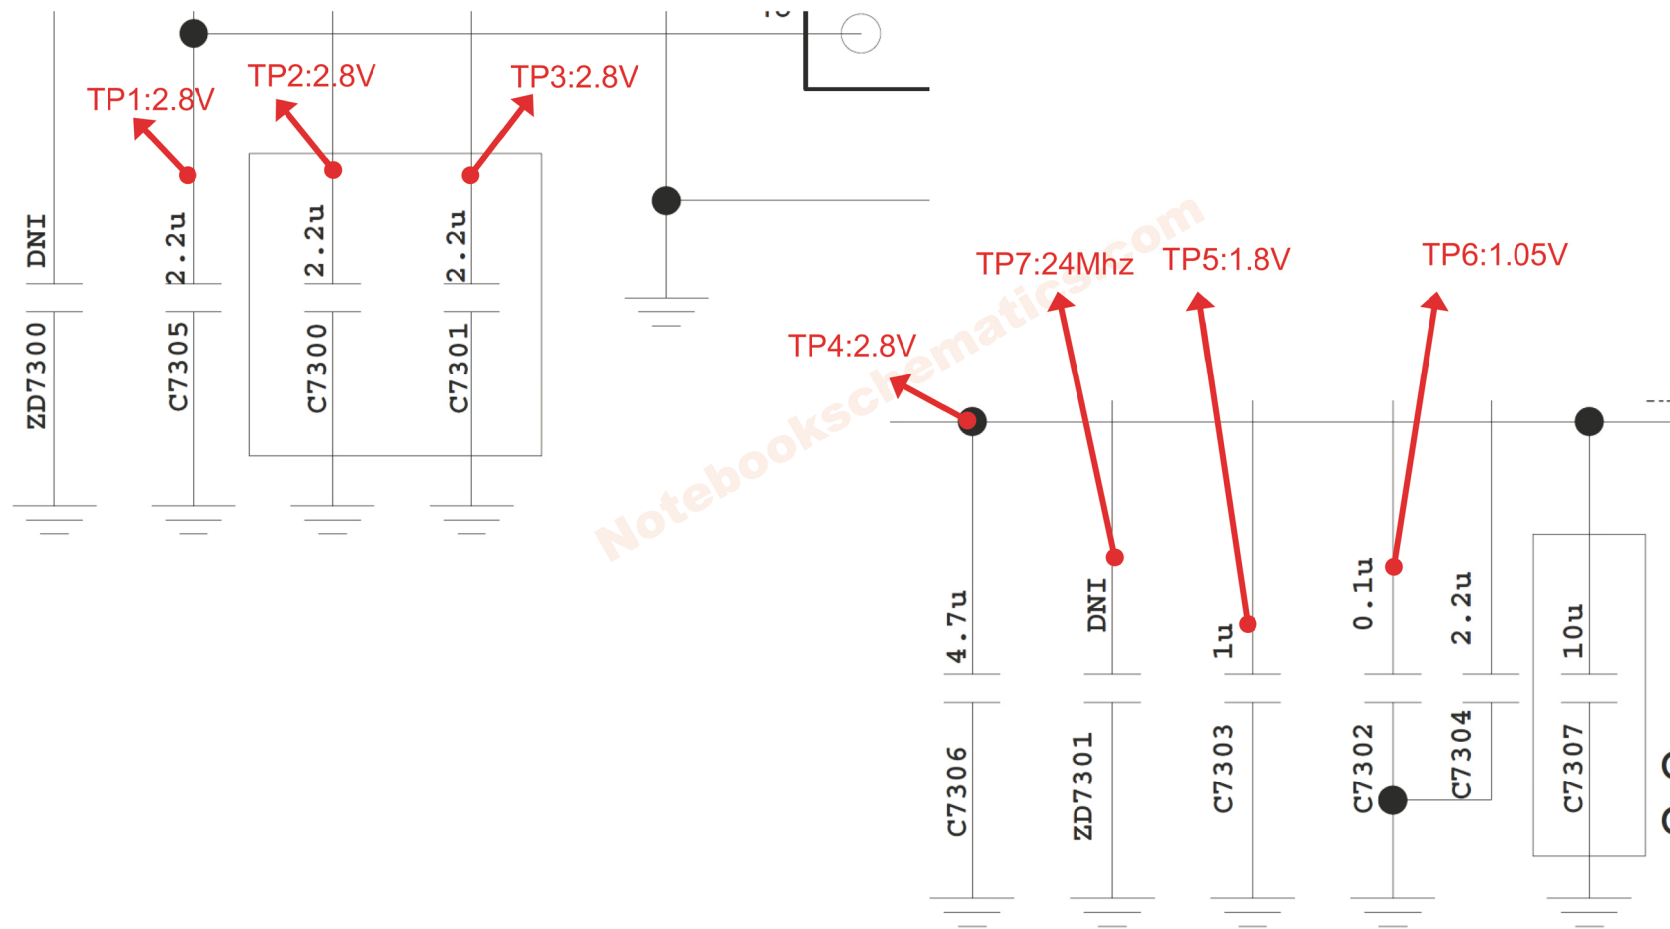 TP1:2.8V
TP2:2.8V
TP3:2.8V
DNI
ZD7300
2.2u
C7305
2.2u
C7300
2.2u
C7301
Notebookschematics.com
TP4:2.8V
TP7:24Mhz
TP5:1.8V
TP6:1.05V
4.7u
C7306
DNI
ZD7301
1u
C7303
0.1u
C7302
2.2u
C7304
10u
C7307